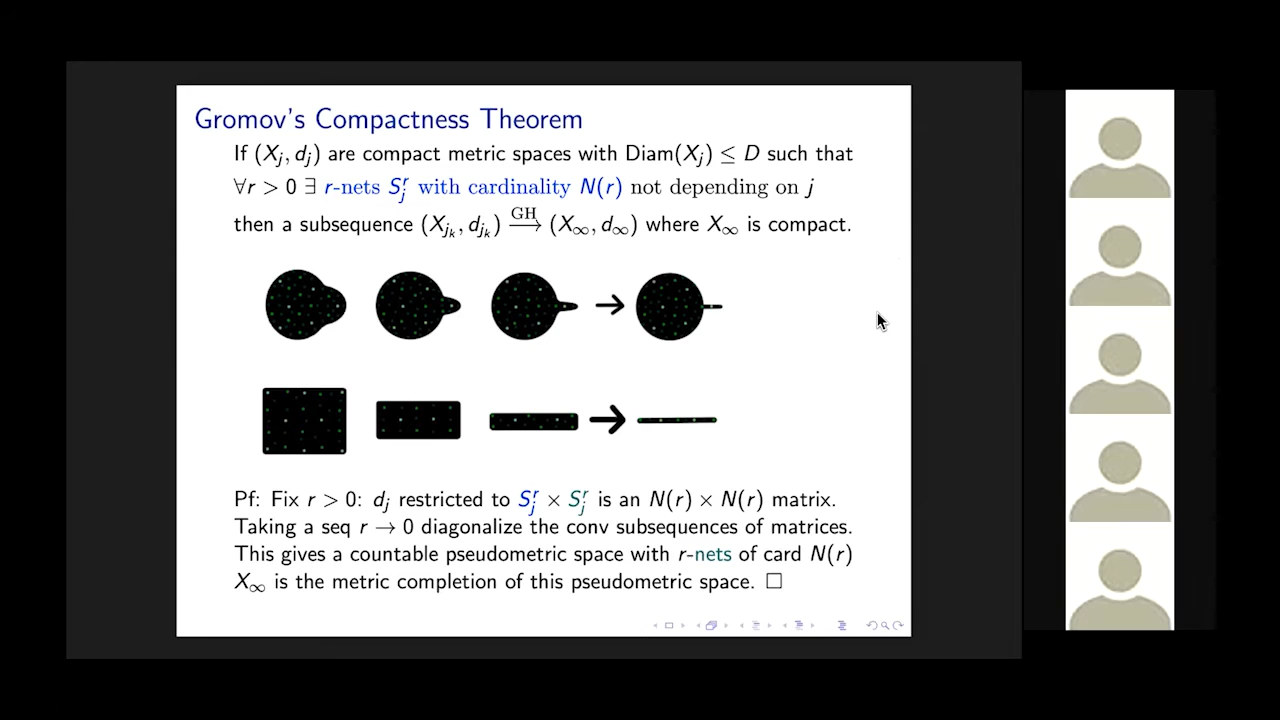 Gromov's Compactness Theorem
If (X_j, d_j) are compact metric spaces with Diam(X_j) ≤ D such that
∀r > 0 ∃ r-nets S_j^r with cardinality N(r) not depending on j
then a subsequence (X_{j_k}, d_{j_k}) \xrightarrow{GH} (X_∞, d_∞) where X_∞ is compact.
Pf: Fix r > 0: d_j restricted to S_j^r × S_j^r is an N(r) × N(r) matrix.
Taking a seq r → 0 diagonalize the conv subsequences of matrices.
This gives a countable pseudometric space with r-nets of card N(r)
X_∞ is the metric completion of this pseudometric space. □